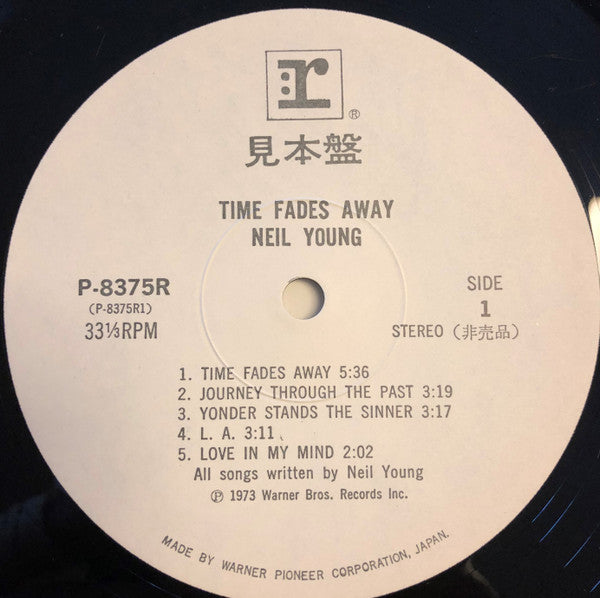 :r
®
見本盤
TIME FADES AWAY
NEIL YOUNG
P-8375R
(P-8375R1)
33⅓RPM
SIDE
1
STEREO (非売品)
1. TIME FADES AWAY 5:36
2. JOURNEY THROUGH THE PAST 3:19
3. YONDER STANDS THE SINNER 3:17
4. L. A. 3:11
5. LOVE IN MY MIND 2:02
All songs written by Neil Young
℗ 1973 Warner Bros. Records Inc.
MADE BY WARNER PIONEER CORPORATION, JAPAN.